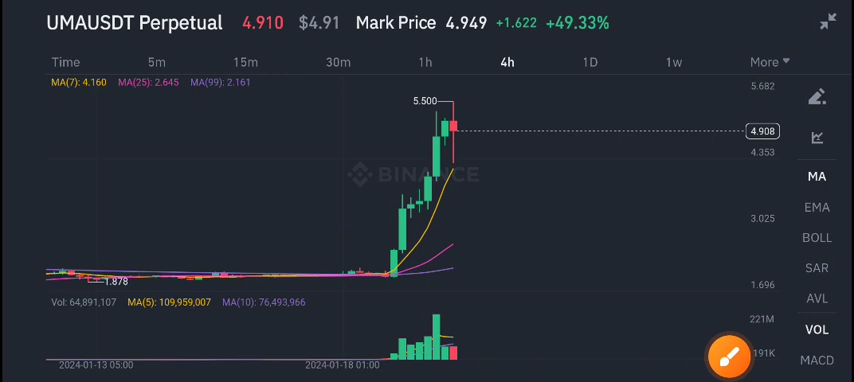 UMAUSDT Perpetual 4.910 $4.91 Mark Price 4.949 +1.622 +49.33%
Time 5m 15m 30m 1h 4h 1D 1w More
MA(7): 4.160 MA(25): 2.645 MA(99): 2.161
5.682
5.500
4.908
4.353
BINANCE
MA
EMA
3.025
BOLL
SAR
1.878
1.696
AVL
Vol: 64,891,107 MA(5): 109,959,007 MA(10): 76,493,966
221M
VOL
191K
MACD
2024-01-13 05:00 2024-01-18 01:00